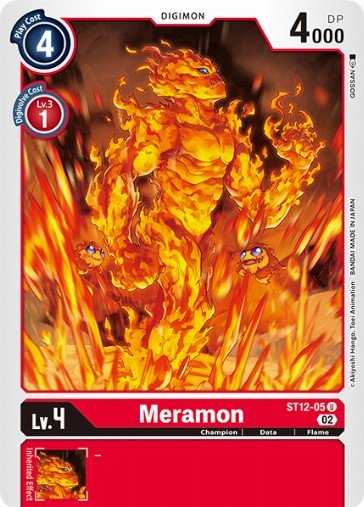 DIGIMON
Play Cost
4
DP
4000
Digivolve Cost
Lv.3
1
GOSSAN
© Akiyoshi Hongo, Toei Animation BANDAI MADE IN JAPAN
Lv.4
Meramon
ST12-05 U
02
Champion | Data | Flame
Inherited Effect
–